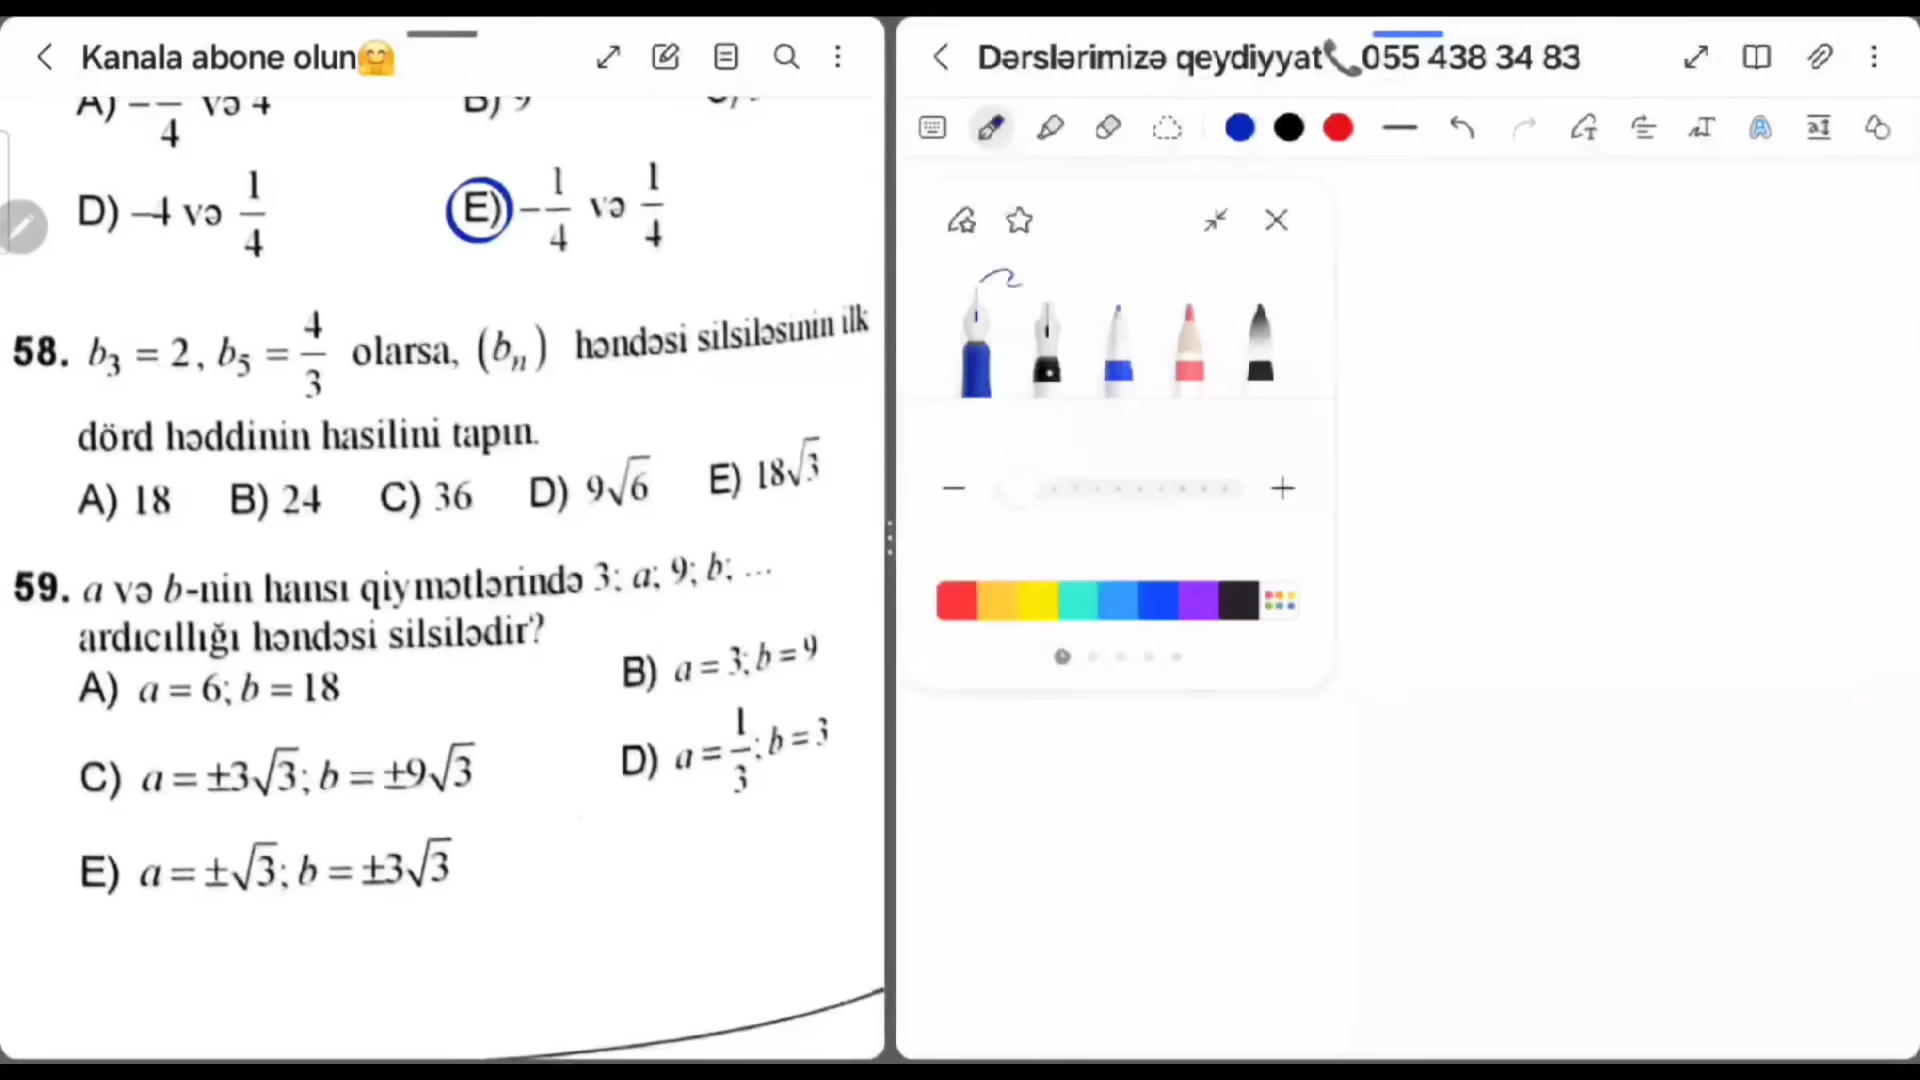 Kanala abone olun🤗
A) − — 4 və 4
D) –4 və 1/4 E) –1/4 və 1/4
58. b₃ = 2, b₅ = 4/3 olarsa, (bₙ) həndəsi silsiləsinin ilk
dörd həddinin hasilini tapın.
A) 18 B) 24 C) 36 D) 9√6 E) 18√3
59. a və b-nin hansı qiymətlərində 3; a; 9; b; ...
ardıcıllığı həndəsi silsilədir?
A) a = 6; b = 18 B) a = 3; b = 9
C) a = ±3√3; b = ±9√3 D) a = 1/3; b = 3
E) a = ±√3; b = ±3√3
Dərslərimizə qeydiyyat📞055 438 34 83